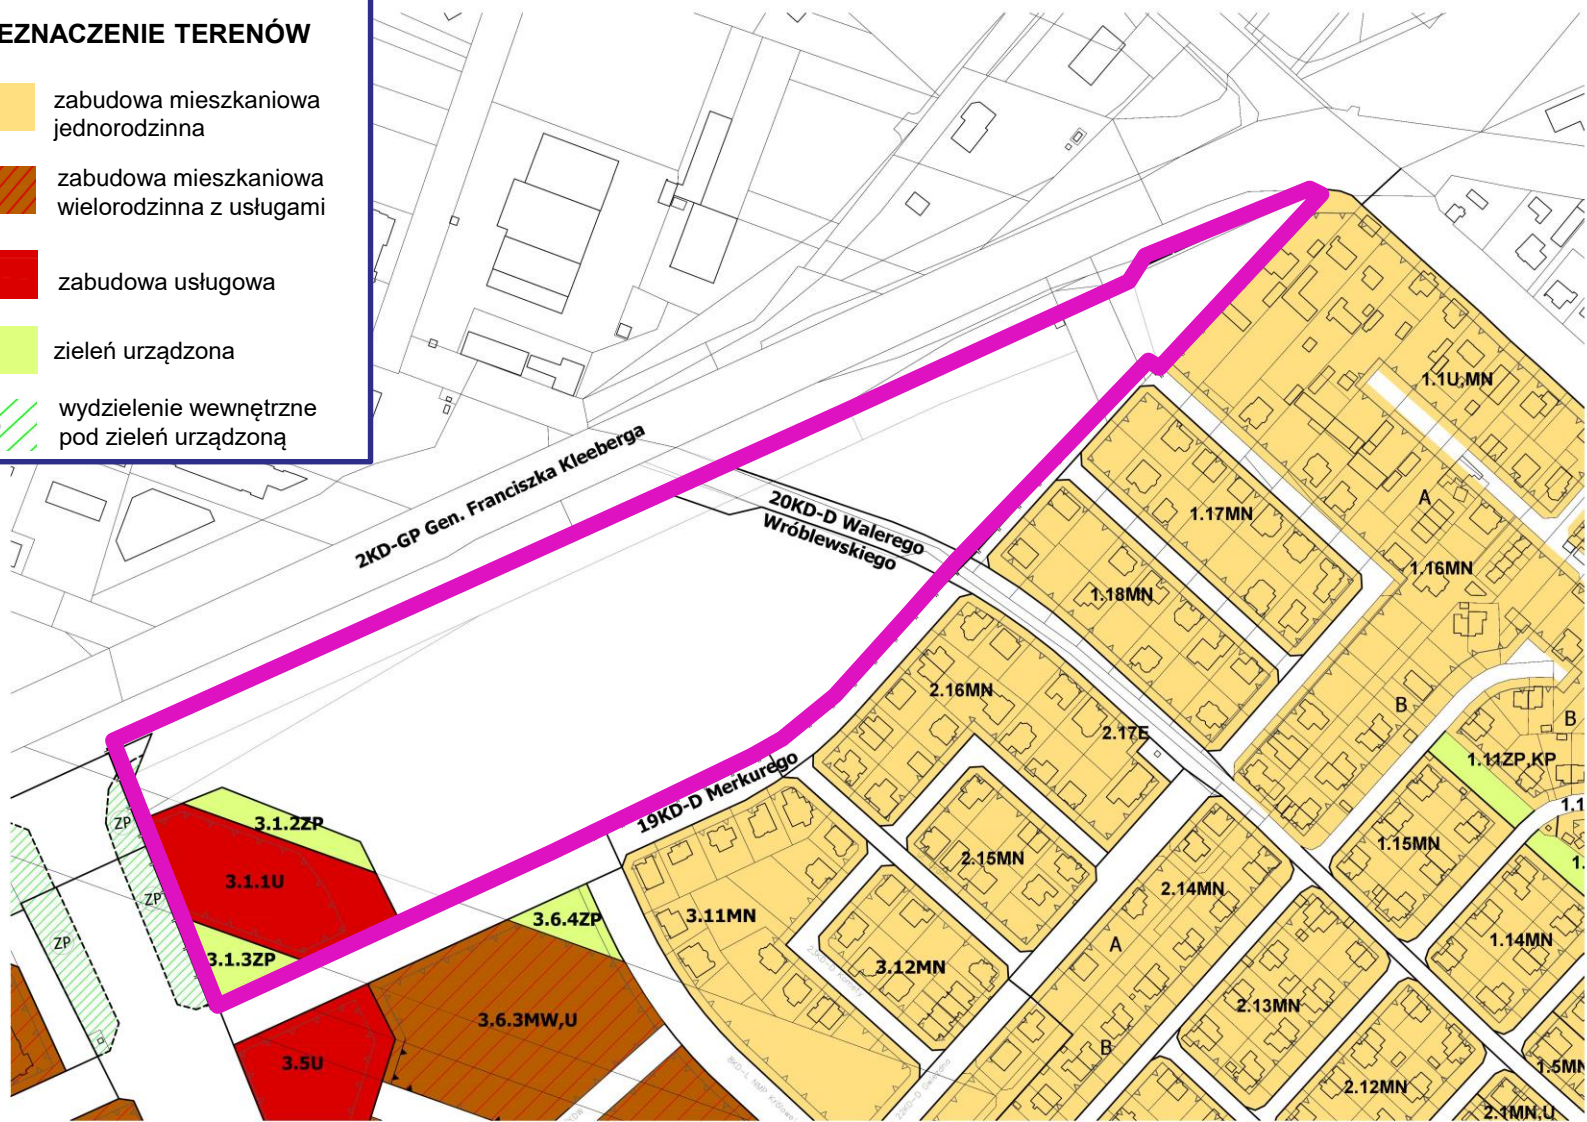 EZNACZENIE TERENÓW
zabudowa mieszkaniowa
jednorodzinna
zabudowa mieszkaniowa
wielorodzinna z usługami
zabudowa usługowa
zieleń urządzona
wydzielenie wewnętrzne
pod zieleń urządzoną
2KD-GP Gen. Franciszka Kleeberga
20KD-D Walerego
Wróblewskiego
19KD-D Merkurego
1.1U,MN
A
1.17MN
1.16MN
1.18MN
2.16MN
B
B
2.17E
1.11ZP,KP
1.1
ZP
3.1.2ZP
1.15MN
2.15MN
1.
3.1.1U
2.14MN
ZP
3.6.4ZP
3.11MN
ZP
A
1.14MN
3.1.3ZP
3.12MN
2.13MN
3.6.3MW,U
B
3.5U
1.5MN
2.12MN
2.1MN,U